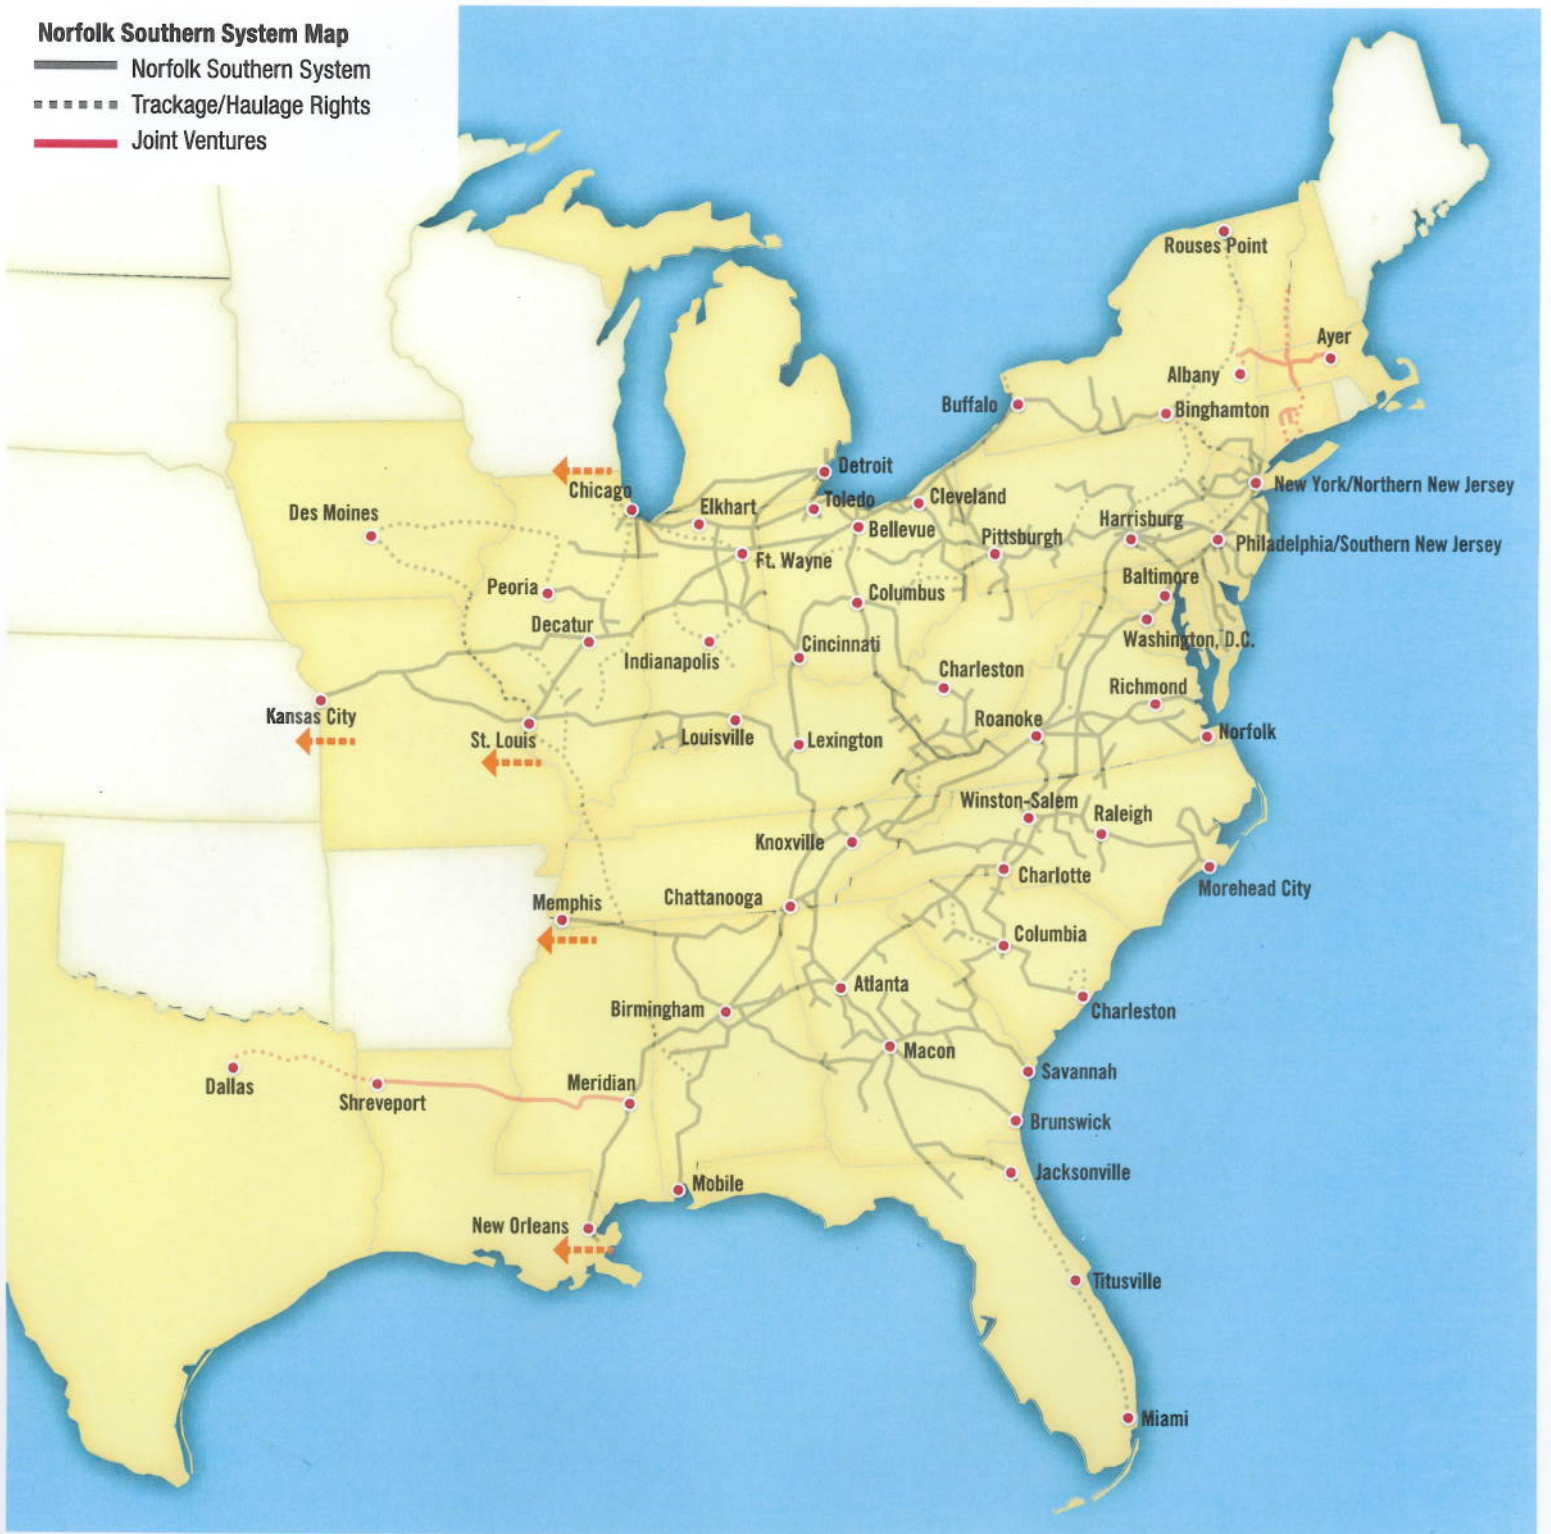 Norfolk Southern System Map
Norfolk Southern System
Trackage/Haulage Rights
Joint Ventures
Rouses Point
Ayer
Albany
Buffalo
Binghamton
Detroit
Chicago
Elkhart
Toledo
Cleveland
New York/Northern New Jersey
Des Moines
Bellevue
Pittsburgh
Harrisburg
Philadelphia/Southern New Jersey
Ft. Wayne
Baltimore
Peoria
Columbus
Decatur
Washington, D.C.
Indianapolis
Cincinnati
Charleston
Richmond
Kansas City
St. Louis
Louisville
Lexington
Roanoke
Norfolk
Winston-Salem
Raleigh
Knoxville
Charlotte
Morehead City
Memphis
Chattanooga
Columbia
Atlanta
Birmingham
Charleston
Macon
Dallas
Shreveport
Meridian
Savannah
Brunswick
Jacksonville
Mobile
New Orleans
Titusville
Miami